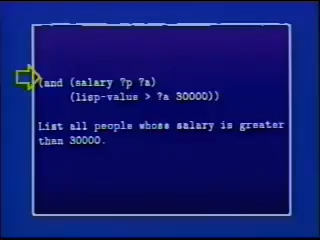 (and (salary ?p ?a)
(lisp-value > ?a 30000))
List all people whose salary is greater
than 30000.